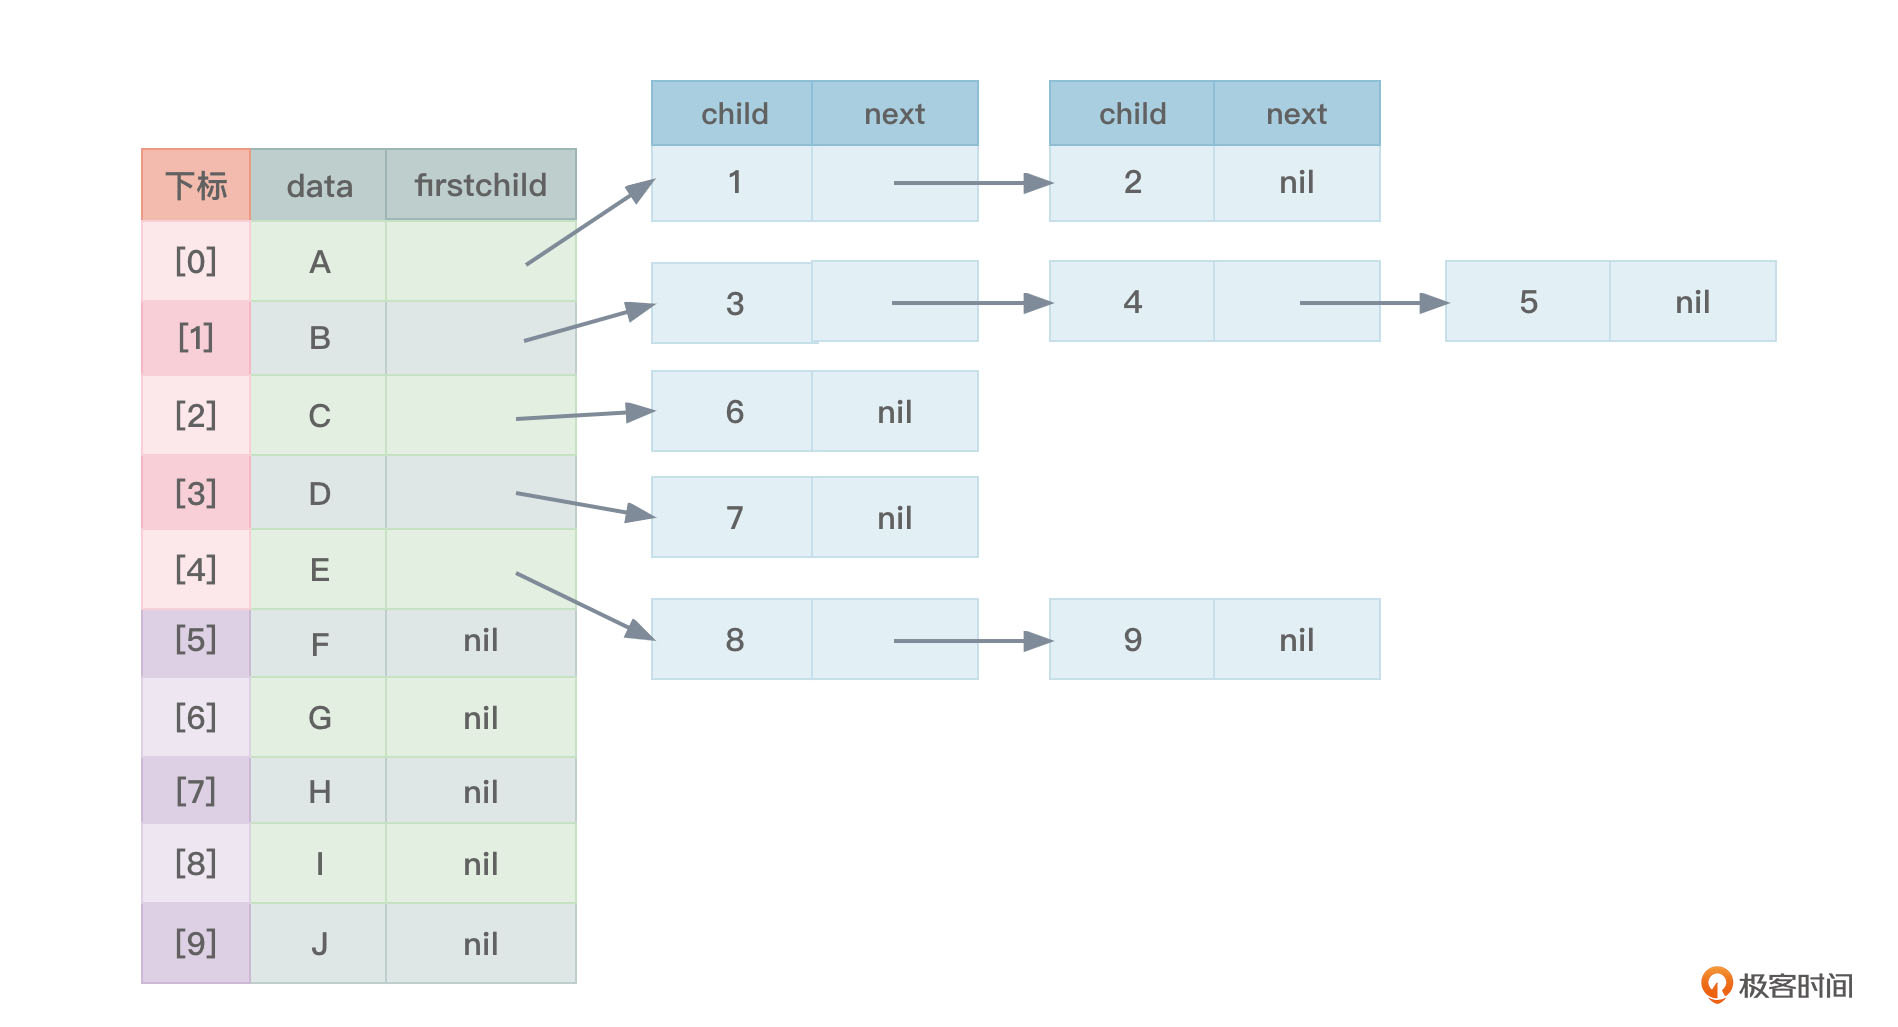 child next child next
下标 data firstchild
1 2 nil
[0] A
3 4 5 nil
[1] B
[2] C 6 nil
[3] D 7 nil
[4] E
[5] F nil 8 9 nil
[6] G nil
[7] H nil
[8] I nil
[9] J nil
极客时间